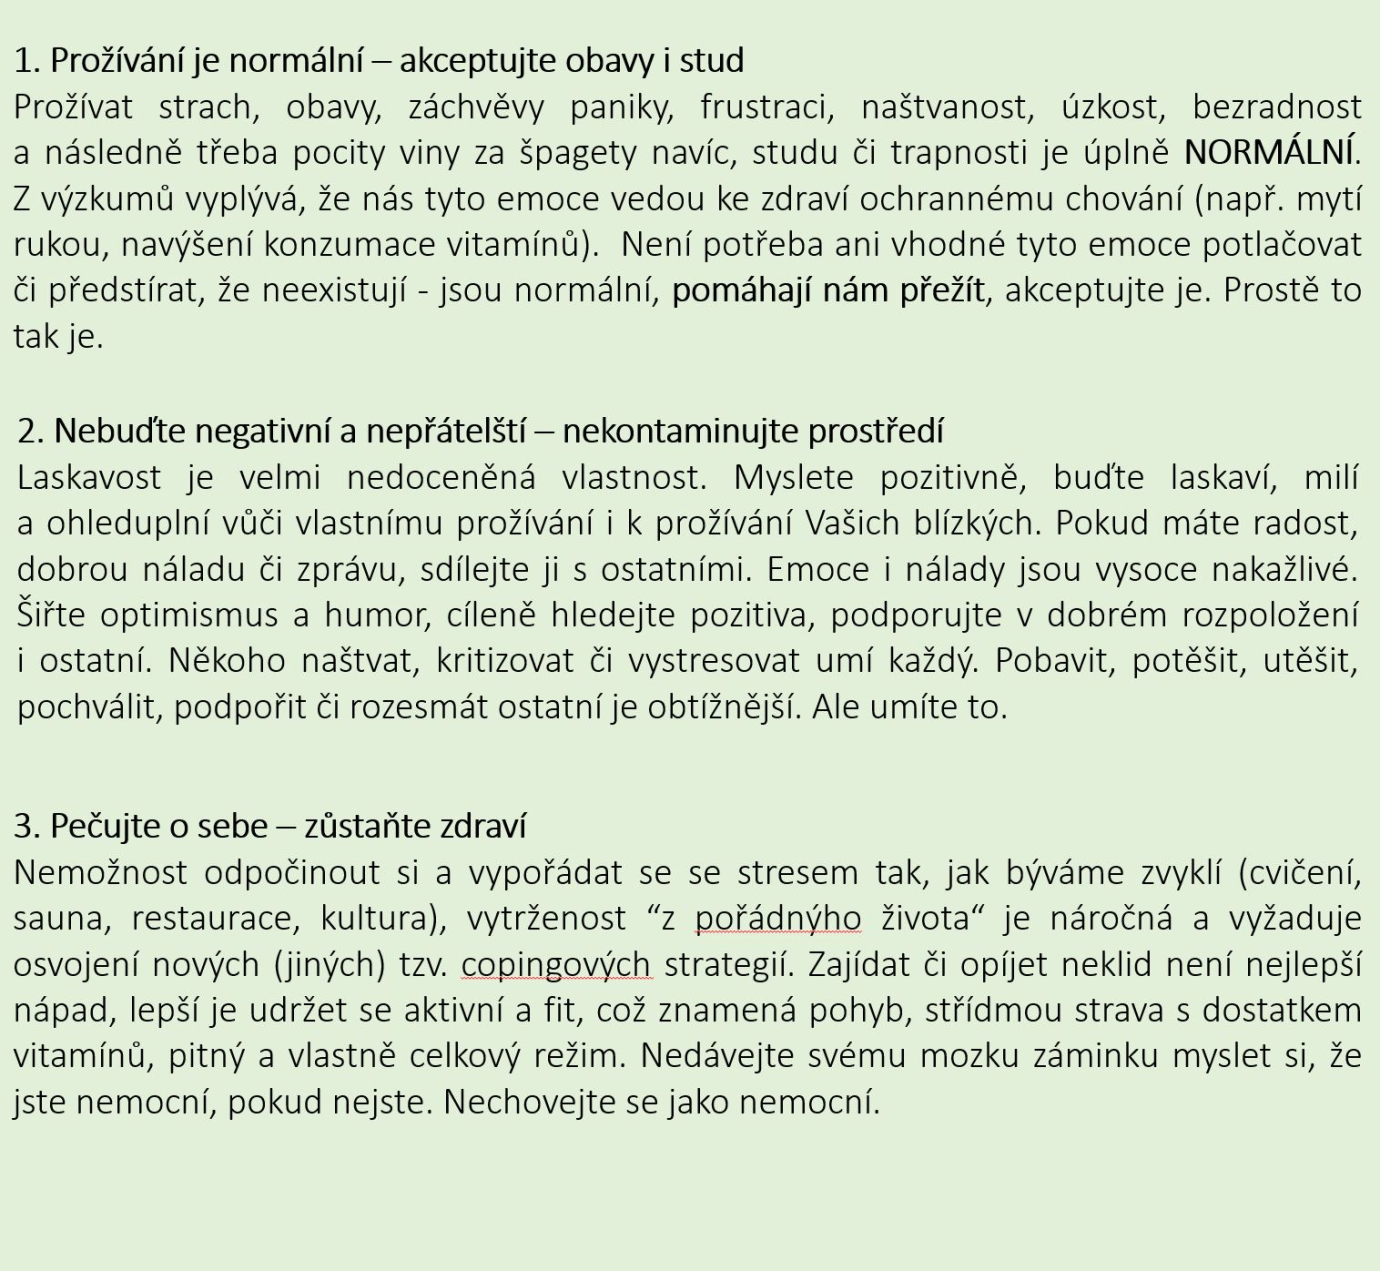 1. Prožívání je normální – akceptujte obavy i stud
Prožívat strach, obavy, záchvěvy paniky, frustraci, naštvanost, úzkost, bezradnost
a následně třeba pocity viny za špagety navíc, studu či trapnosti je úplně NORMÁLNÍ.
Z výzkumů vyplývá, že nás tyto emoce vedou ke zdraví ochrannému chování (např. mytí
rukou, navýšení konzumace vitamínů).  Není potřeba ani vhodné tyto emoce potlačovat
či předstírat, že neexistují - jsou normální, pomáhají nám přežít, akceptujte je. Prostě to
tak je.
2. Nebuďte negativní a nepřátelští – nekontaminujte prostředí
Laskavost je velmi nedoceněná vlastnost. Myslete pozitivně, buďte laskaví, milí
a ohleduplní vůči vlastnímu prožívání i k prožívání Vašich blízkých. Pokud máte radost,
dobrou náladu či zprávu, sdílejte ji s ostatními. Emoce i nálady jsou vysoce nakažlivé.
Šiřte optimismus a humor, cíleně hledejte pozitiva, podporujte v dobrém rozpoložení
i ostatní. Někoho naštvat, kritizovat či vystresovat umí každý. Pobavit, potěšit, utěšit,
pochválit, podpořit či rozesmát ostatní je obtížnější. Ale umíte to.
3. Pečujte o sebe – zůstaňte zdraví
Nemožnost odpočinout si a vypořádat se se stresem tak, jak býváme zvyklí (cvičení,
sauna, restaurace, kultura), vytrženost “z pořádnýho života“ je náročná a vyžaduje
osvojení nových (jiných) tzv. copingových strategií. Zajídat či opíjet neklid není nejlepší
nápad, lepší je udržet se aktivní a fit, což znamená pohyb, střídmou strava s dostatkem
vitamínů, pitný a vlastně celkový režim. Nedávejte svému mozku záminku myslet si, že
jste nemocní, pokud nejste. Nechovejte se jako nemocní.